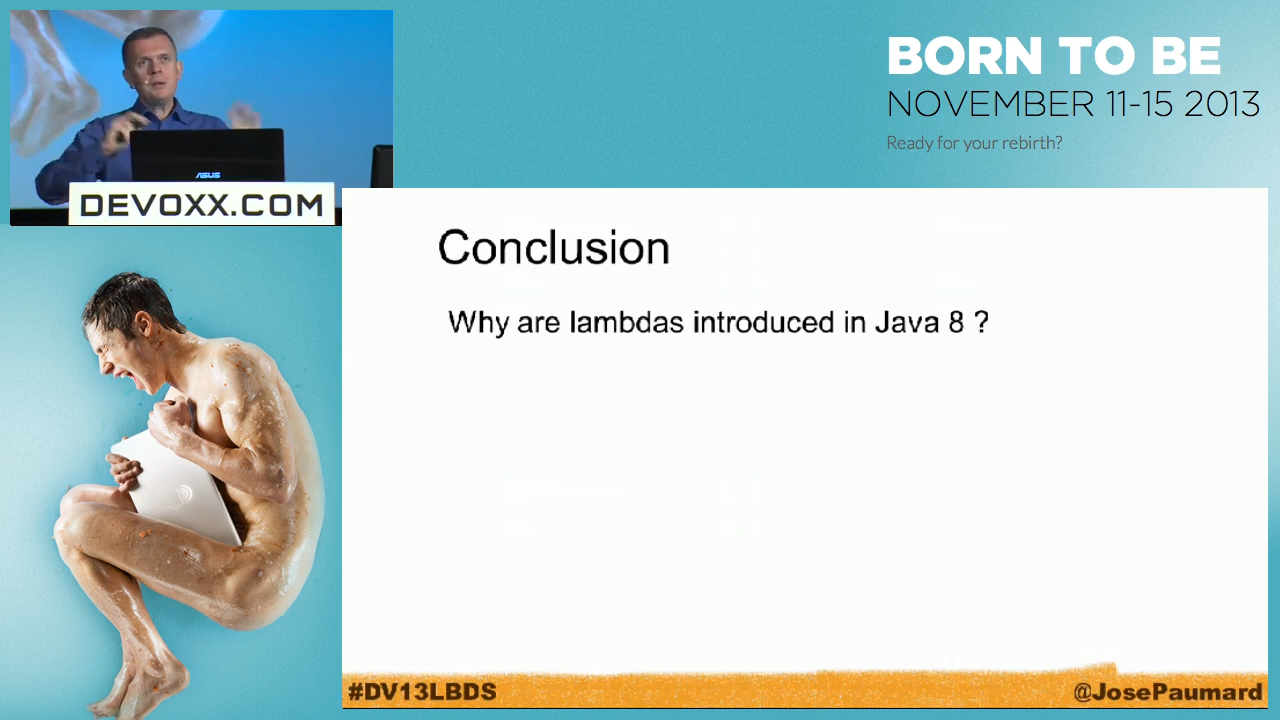 BORN TO BE
NOVEMBER 11-15 2013
Ready for your rebirth?
ASUS
DEVOXX.COM
Conclusion
Why are lambdas introduced in Java 8 ?
#DV13LBDS
@JosePaumard